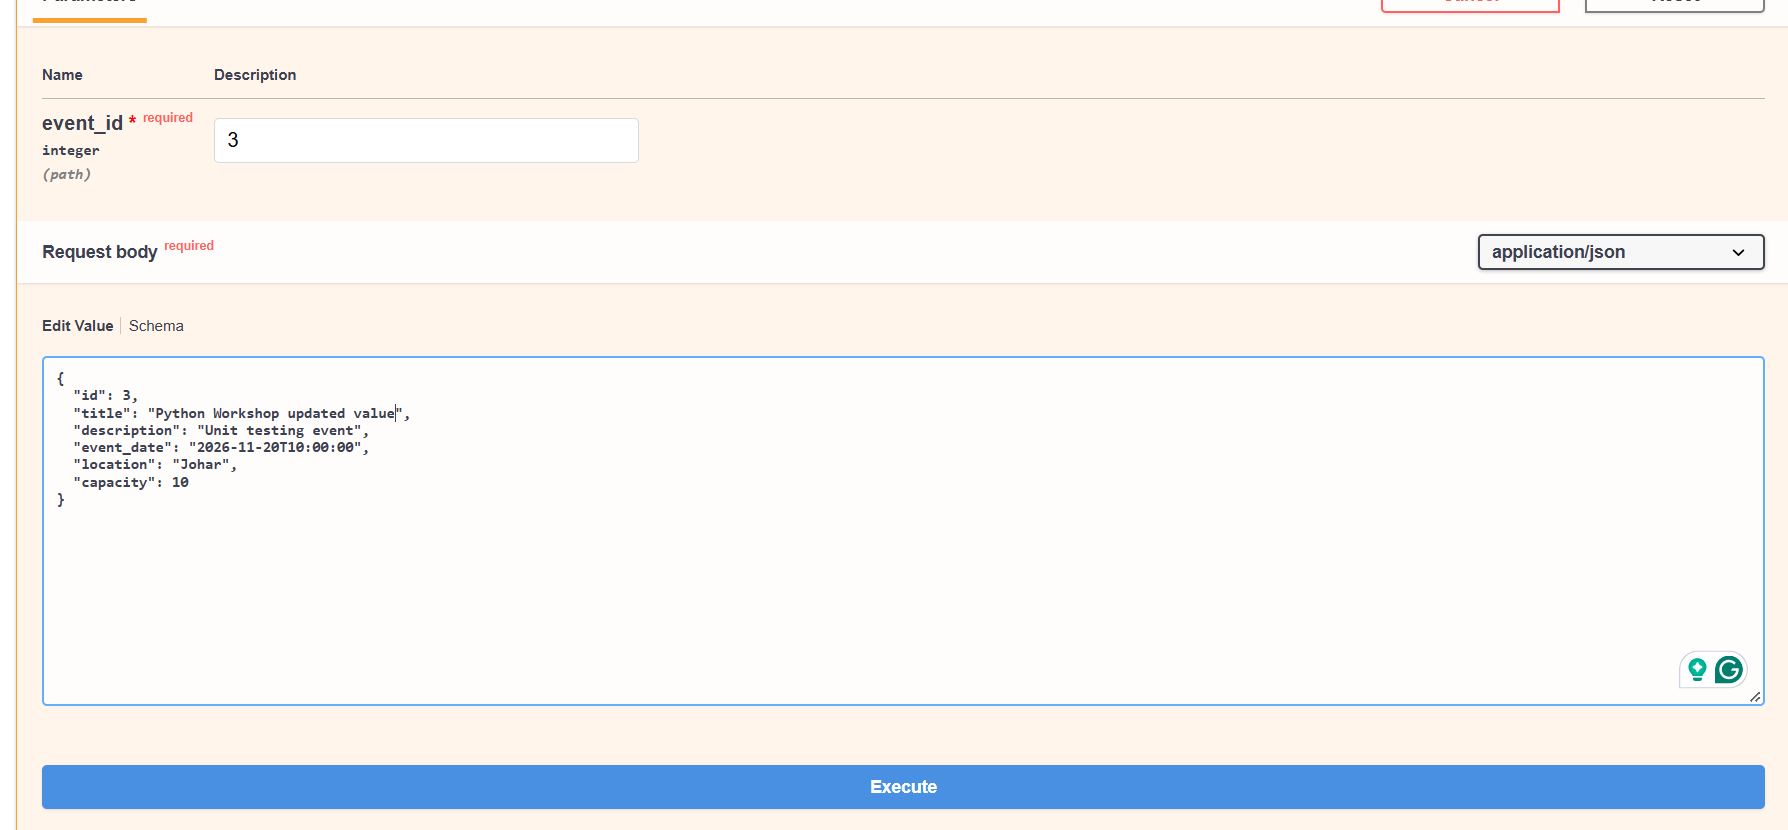 Name Description
event_id * required
3
integer
(path)
Request body required
application/json
Edit Value Schema
{
"id": 3,
"title": "Python Workshop updated value",
"description": "Unit testing event",
"event_date": "2026-11-20T10:00:00",
"location": "Johar",
"capacity": 10
}
Execute